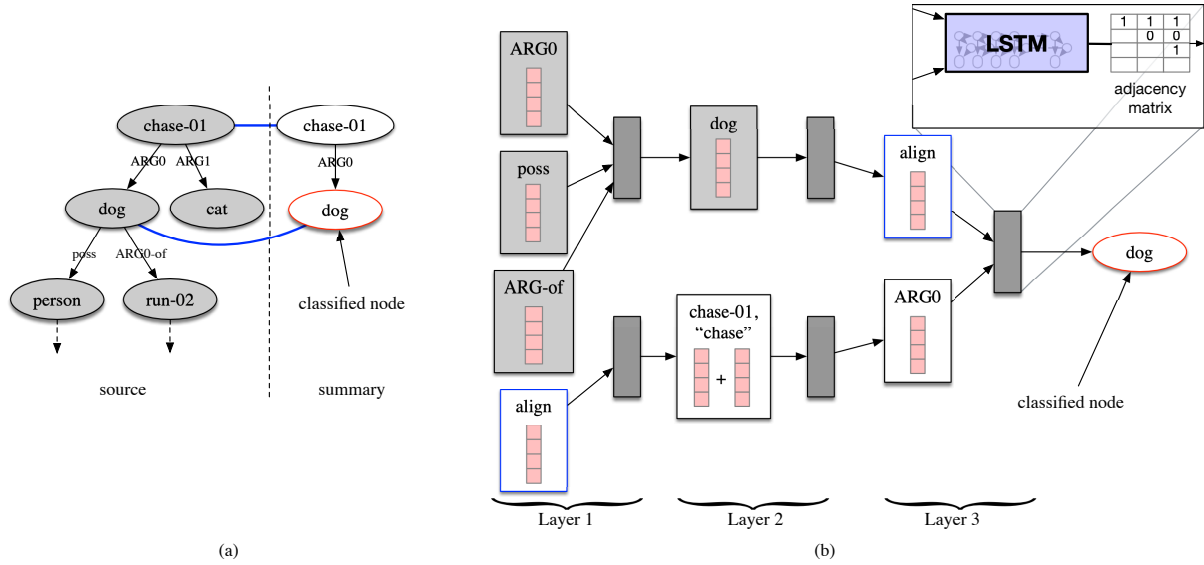 chase-01
chase-01
ARG0
ARG1
ARG0
dog
cat
dog
poss
ARG0-of
person
run-02
classified node
source
summary
(a)
ARG0
poss
ARG-of
align
dog
chase-01,
“chase”
+
align
ARG0
LSTM
1 1 1
0 0
1
adjacency
matrix
dog
classified node
Layer 1
Layer 2
Layer 3
(b)